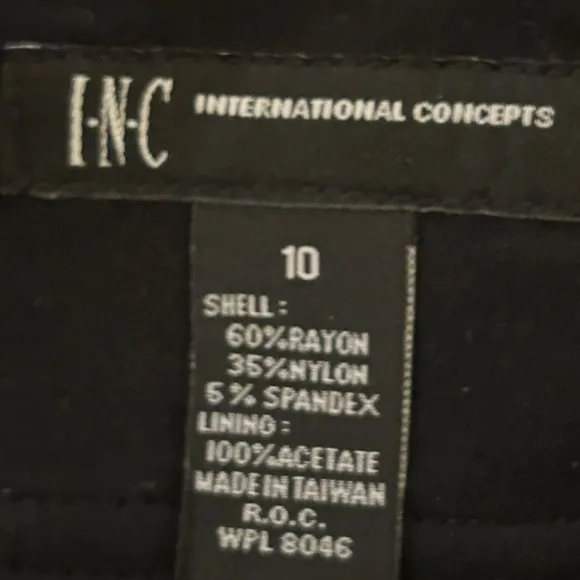 I·N·C INTERNATIONAL CONCEPTS
10
SHELL:
60%RAYON
35%NYLON
5% SPANDEX
LINING:
100%ACETATE
MADE IN TAIWAN
R.O.C.
WPL 8046